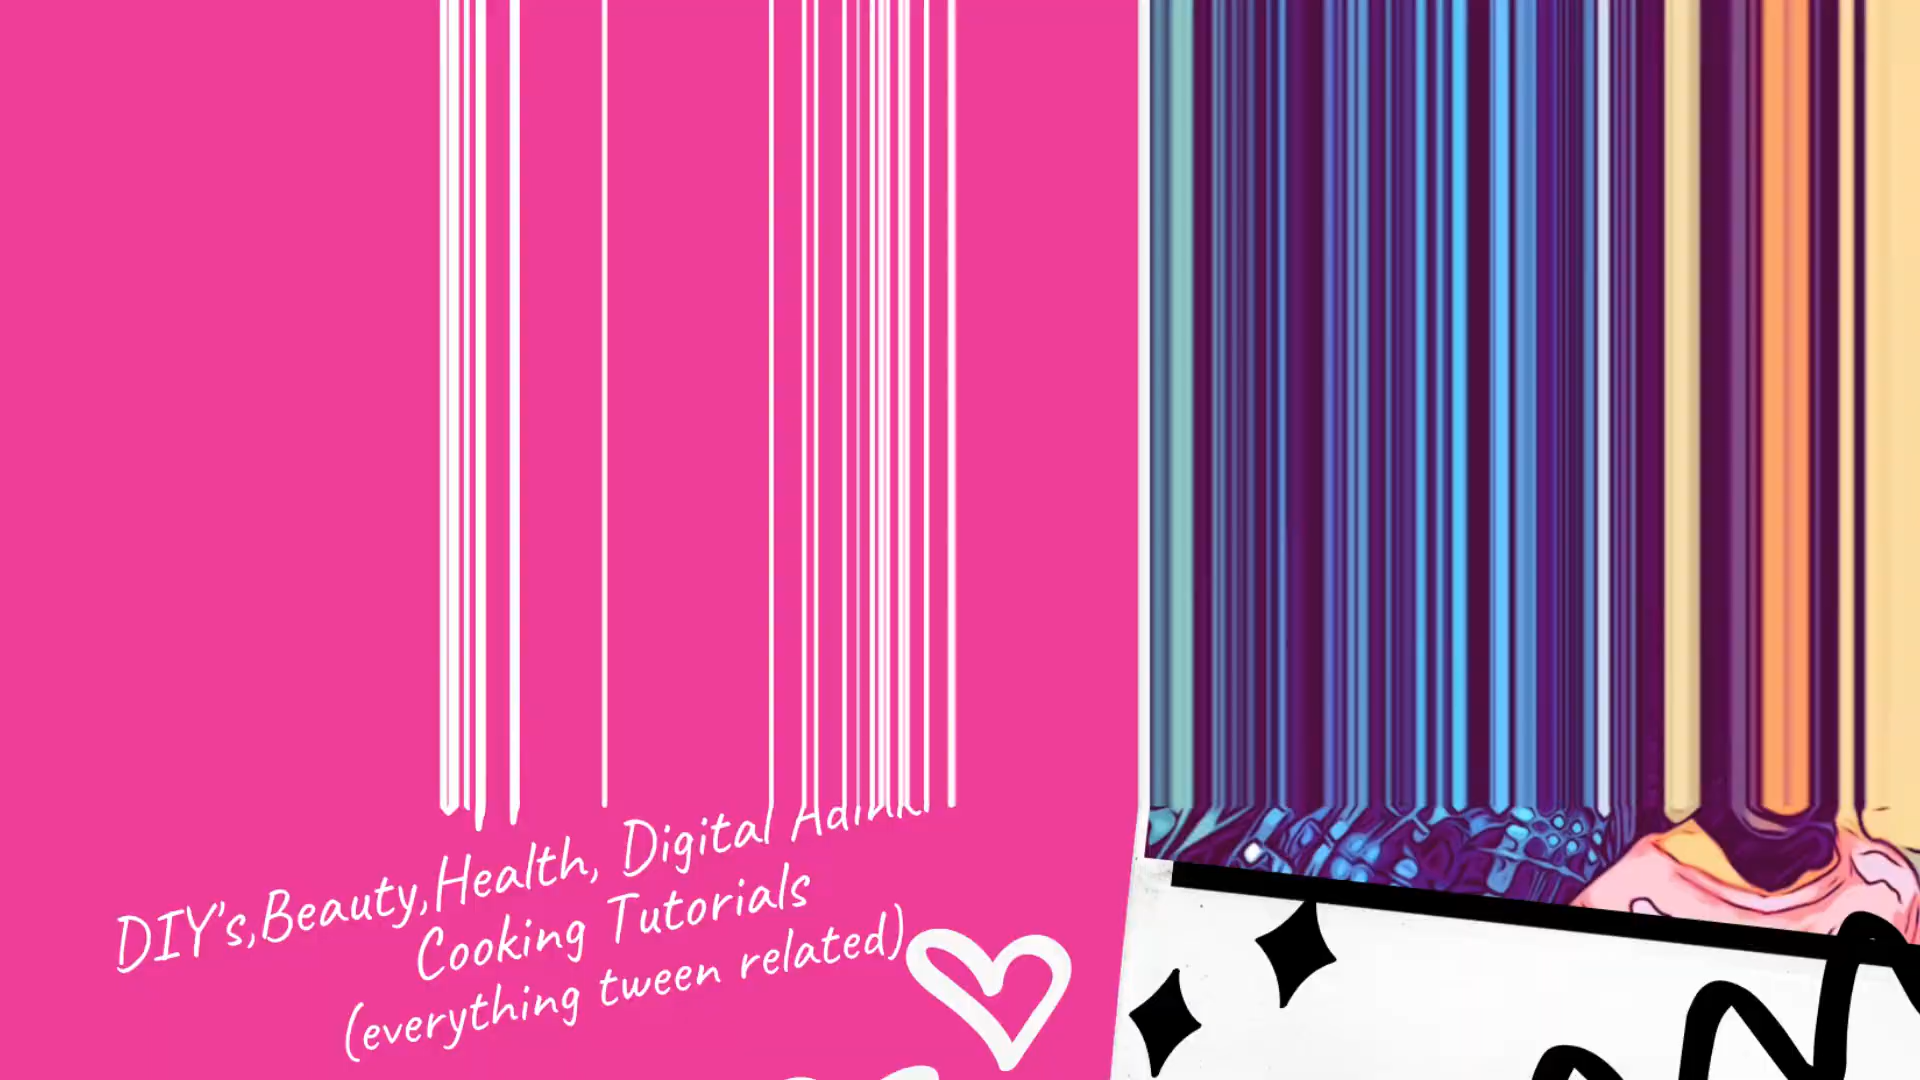 DIY's,Beauty,Health, Digital
Cooking Tutorials
(everything tween related)